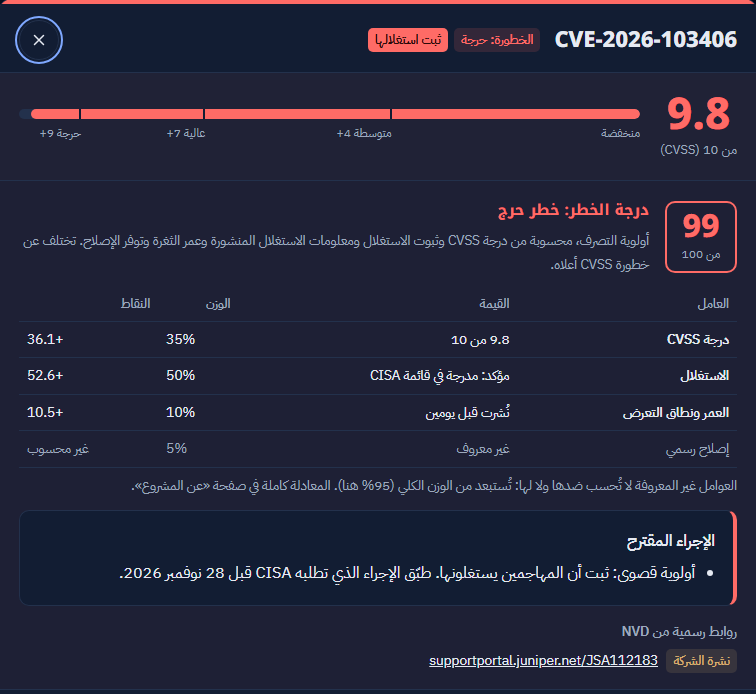 CVE-2026-103406 الخطورة: حرجة ثبت استغلالها ×
9.8
من 10 (CVSS)
منخفضة متوسطة 4+ عالية 7+ حرجة 9+
99
من 100
درجة الخطر: خطر حرج
أولوية التصرف، محسوبة من درجة CVSS وثبوت الاستغلال ومعلومات الاستغلال المنشورة وعمر الثغرة وتوفر الإصلاح. تختلف عن
خطورة CVSS أعلاه.
العامل القيمة الوزن النقاط
درجة CVSS 9.8 من 10 35% +36.1
الاستغلال مؤكد: مدرجة في قائمة CISA 50% +52.6
العمر ونطاق التعرض نُشرت قبل يومين 10% +10.5
إصلاح رسمي غير معروف 5% غير محسوب
العوامل غير المعروفة لا تُحسب ضدها ولا لها: تُستبعد من الوزن الكلي (95% هنا). المعادلة كاملة في صفحة «عن المشروع».
الإجراء المقترح
• أولوية قصوى: ثبت أن المهاجمين يستغلونها. طبّق الإجراء الذي تطلبه CISA قبل 28 نوفمبر 2026.
روابط رسمية من NVD
نشرة الشركة supportportal.juniper.net/JSA112183